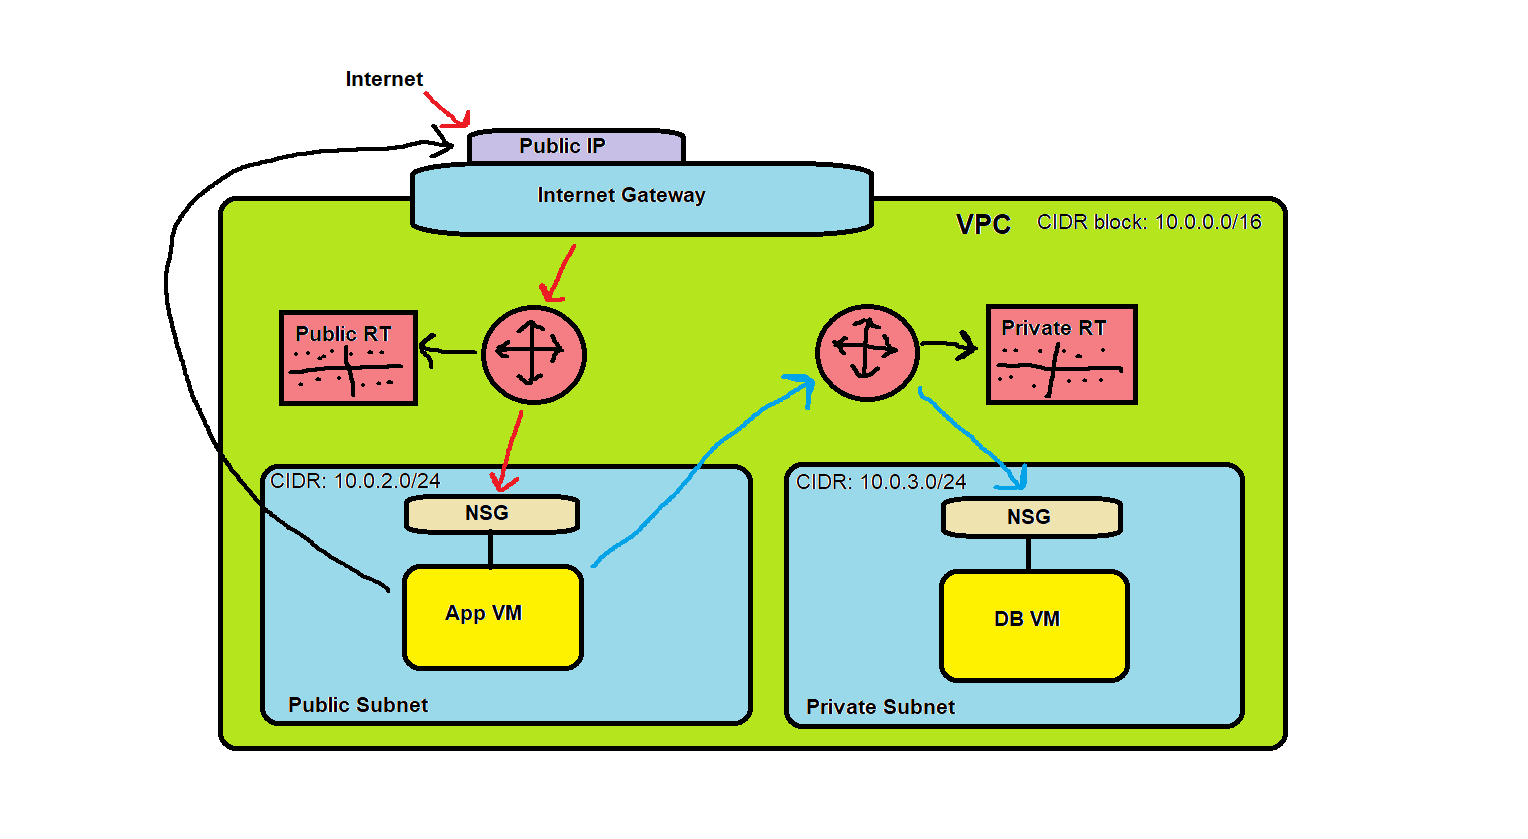 Internet
Public IP
Internet Gateway
VPC CIDR block: 10.0.0.0/16
Public RT
Private RT
CIDR: 10.0.2.0/24
NSG
App VM
Public Subnet
CIDR: 10.0.3.0/24
NSG
DB VM
Private Subnet